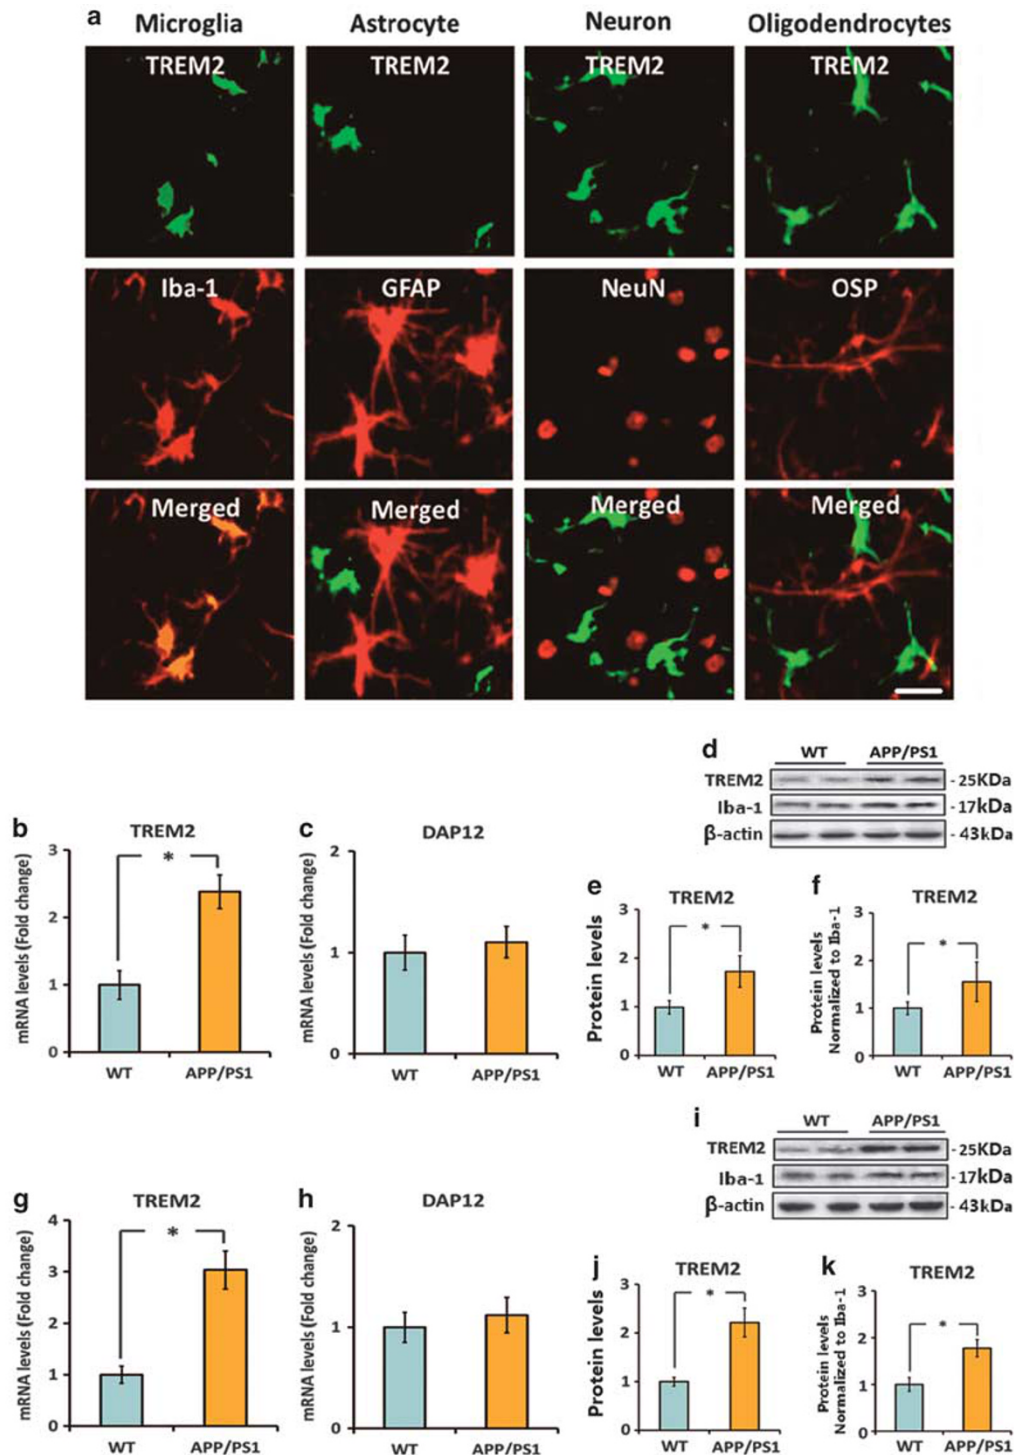 a
Microglia Astrocyte Neuron Oligodendrocytes
TREM2 TREM2 TREM2 TREM2
Iba-1 GFAP NeuN OSP
Merged Merged Merged Merged
d
WT APP/PS1
TREM2 - 25KDa
Iba-1 - 17kDa
β-actin - 43kDa
b
TREM2
mRNA levels (Fold change)
3
2
1
0
*
WT APP/PS1
c
DAP12
mRNA levels (Fold change)
2
1
0
WT APP/PS1
e
TREM2
Protein levels
3
2
1
0
*
WT APP/PS1
f
TREM2
Protein levels
Normalized to Iba-1
3
2
1
0
*
WT APP/PS1
i
WT APP/PS1
TREM2 - 25KDa
Iba-1 - 17kDa
β-actin - 43kDa
g
TREM2
mRNA levels (Fold change)
4
3
2
1
0
*
WT APP/PS1
h
DAP12
mRNA levels (Fold change)
2
1
0
WT APP/PS1
j
TREM2
Protein levels
3
2
1
0
*
WT APP/PS1
k
TREM2
Protein levels
Normalized to Iba-1
3
2
1
0
*
WT APP/PS1